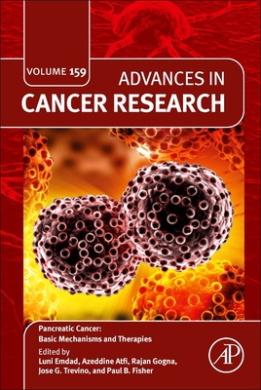 VOLUME 159
ADVANCES IN
CANCER RESEARCH
Pancreatic Cancer:
Basic Mechanisms and Therapies
Edited by
Luni Emdad, Azeddine Atfi, Rajan Gogna,
Jose G. Trevino, and Paul B. Fisher
AP